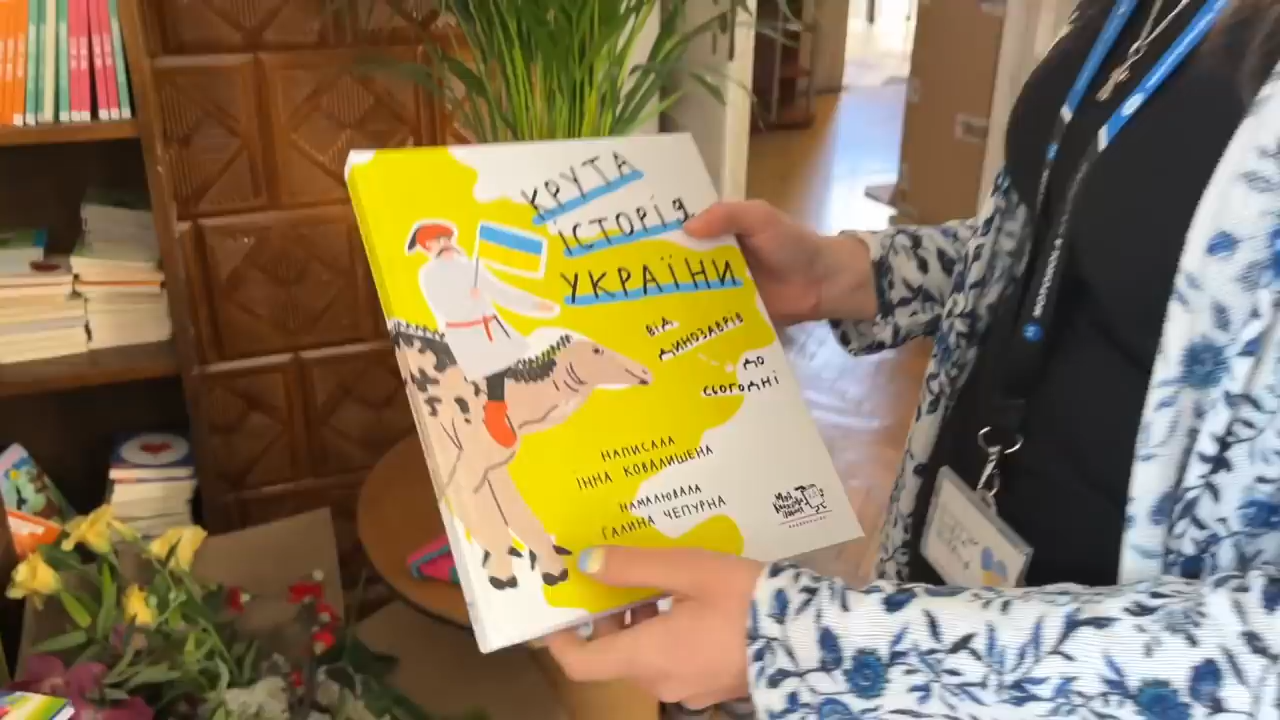 КРУТА
ІСТОРІЯ
УКРАЇНИ
ВІД
ДИНОЗАВРІВ
ДО
СЬОГОДНІ
НАПИСАЛА
ІННА КОВАЛИШЕНА
НАМАЛЮВАЛА
ГАЛИНА ЧЕПУРНА